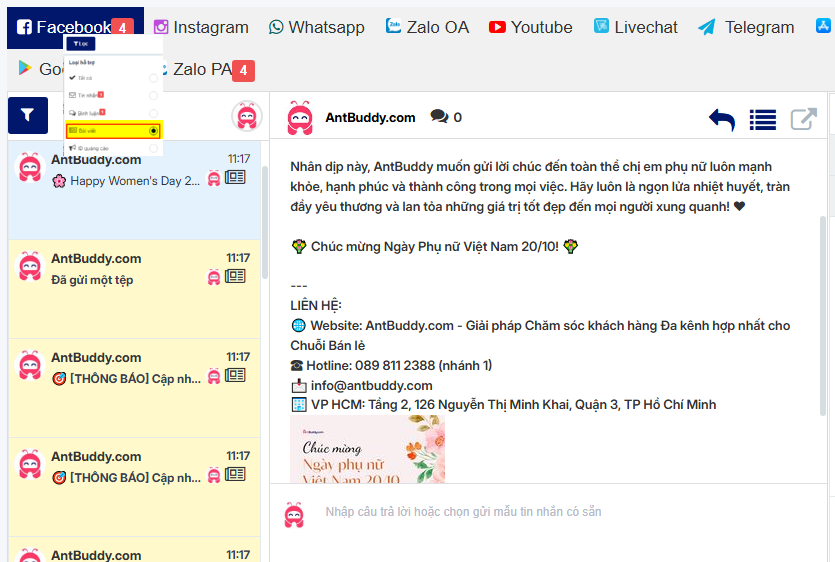 Facebook 4 Instagram Whatsapp Zalo OA Youtube Livechat Telegram
Zalo PA 4
Lọc
Loại hỗ trợ
Tất cả
Tin nhắn
Bình luận
Bài viết
ID quảng cáo
AntBuddy.com 11:17
🌸 Happy Women's Day 2...
AntBuddy.com 11:17
Đã gửi một tệp
AntBuddy.com 11:17
🎯 [THÔNG BÁO] Cập nh...
AntBuddy.com 11:17
🎯 [THÔNG BÁO] Cập nh...
AntBuddy.com 11:17
AntBuddy.com 0
Nhân dịp này, AntBuddy muốn gửi lời chúc đến toàn thể chị em phụ nữ luôn mạnh
khỏe, hạnh phúc và thành công trong mọi việc. Hãy luôn là ngọn lửa nhiệt huyết, tràn
đầy yêu thương và lan tỏa những giá trị tốt đẹp đến mọi người xung quanh! ❤
💐 Chúc mừng Ngày Phụ nữ Việt Nam 20/10! 💐
---
LIÊN HỆ:
🌐 Website: AntBuddy.com - Giải pháp Chăm sóc khách hàng Đa kênh hợp nhất cho
Chuỗi Bán lẻ
☎ Hotline: 089 811 2388 (nhánh 1)
📩 info@antbuddy.com
🏢 VP HCM: Tầng 2, 126 Nguyễn Thị Minh Khai, Quận 3, TP Hồ Chí Minh
AntBuddy.com
Chúc mừng
Ngày phụ nữ
Việt Nam 20/10
Nhập câu trả lời hoặc chọn gửi mẫu tin nhắn có sẵn